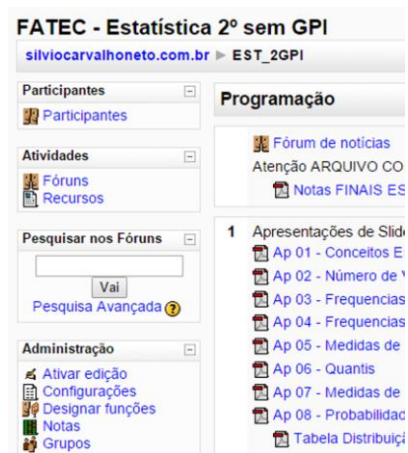 FATEC - Estatística 2º sem GPI
silviocarvalhoneto.com.br ► EST_2GPI
Participantes
Participantes
Atividades
Fóruns
Recursos
Pesquisar nos Fóruns
Vai
Pesquisa Avançada
Administração
Ativar edição
Configurações
Designar funções
Notas
Grupos
Programação
Fórum de notícias
Atenção ARQUIVO CO
Notas FINAIS ES
1 Apresentações de Slid
Ap 01 - Conceitos E
Ap 02 - Número de
Ap 03 - Frequencias
Ap 04 - Frequencias
Ap 05 - Medidas de
Ap 06 - Quantis
Ap 07 - Medidas de
Ap 08 - Probabilidad
Tabela Distribuiç